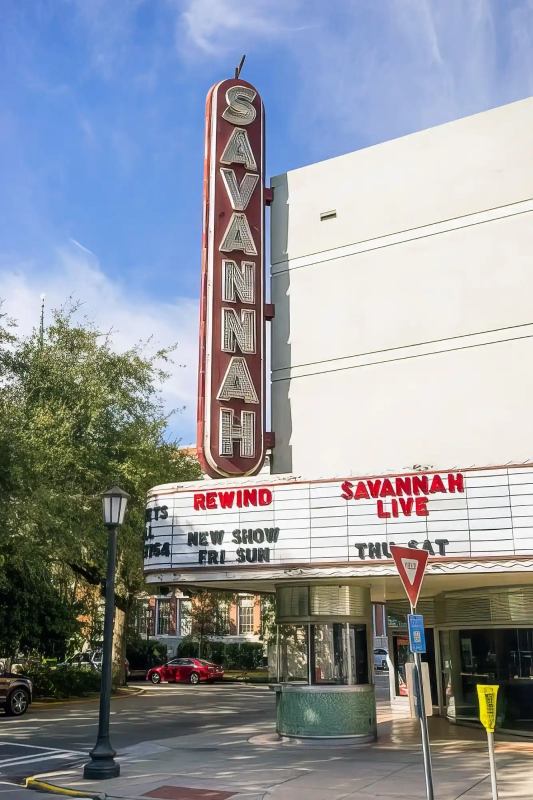 SAVANNAH
REWIND
NEW SHOW
FRI SUN
SAVANNAH
LIVE
THU SAT
YIELD